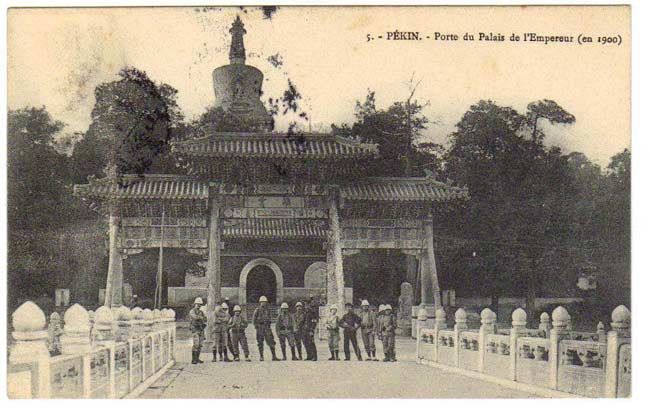 5. - PÉKIN. - Porte du Palais de l'Empereur (en 1900)